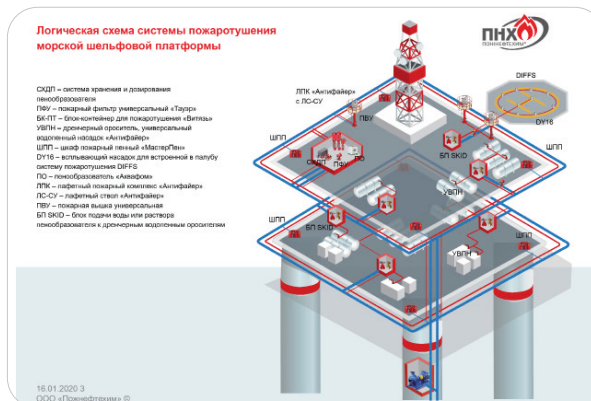 Логическая схема системы пожаротушения
морской шельфовой платформы
ПНХ
ПОЖНЕФТЕХИМ®
СХДП – система хранения и дозирования
пенообразователя
ПФУ – пожарный фильтр универсальный «Тауэр»
БК-ПТ – блок-контейнер для пожаротушения «Витязь»
УВПН – дренчерный ороситель, универсальный
водопенный насадок «Антифайер»
ШПП – шкаф пожарный пенный «МастерПен»
DY16 – всплывающий насадок для встроенной в палубу
систему пожаротушения DIFFS
ПО – пенообразователь «Аквафом»
ЛПК – лафетный пожарный комплекс «Антифайер»
ЛС-СУ – лафетный ствол «Антифайер»
ПВУ – пожарная вышка универсальная
БП SKID – блок подачи воды или раствора
пенообразователя к дренчерным водопенным оросителям
ЛПК «Антифайер»
с ЛС-СУ
ПВУ
DIFFS
DY16
ШПП
СХДП
ПФУ
ПО
БП SKID
ШПП
УВПН
ШПП
БП SKID
УВПН
ШПП
16.01.2020 3
ООО «Пожнефтехим» ©